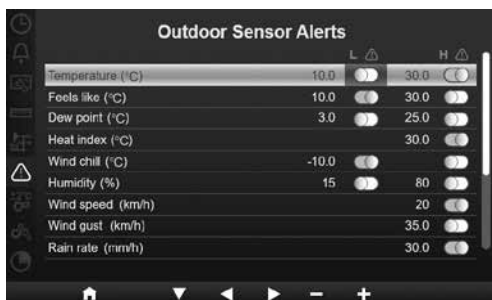 Outdoor Sensor Alerts
L H
Temperature (°C) 10.0 30.0
Feels like (°C) 10.0 30.0
Dew point (°C) 3.0 25.0
Heat index (°C) 30.0
Wind chill (°C) -10.0
Humidity (%) 15 80
Wind speed (km/h) 20
Wind gust (km/h) 35.0
Rain rate (mm/h) 30.0